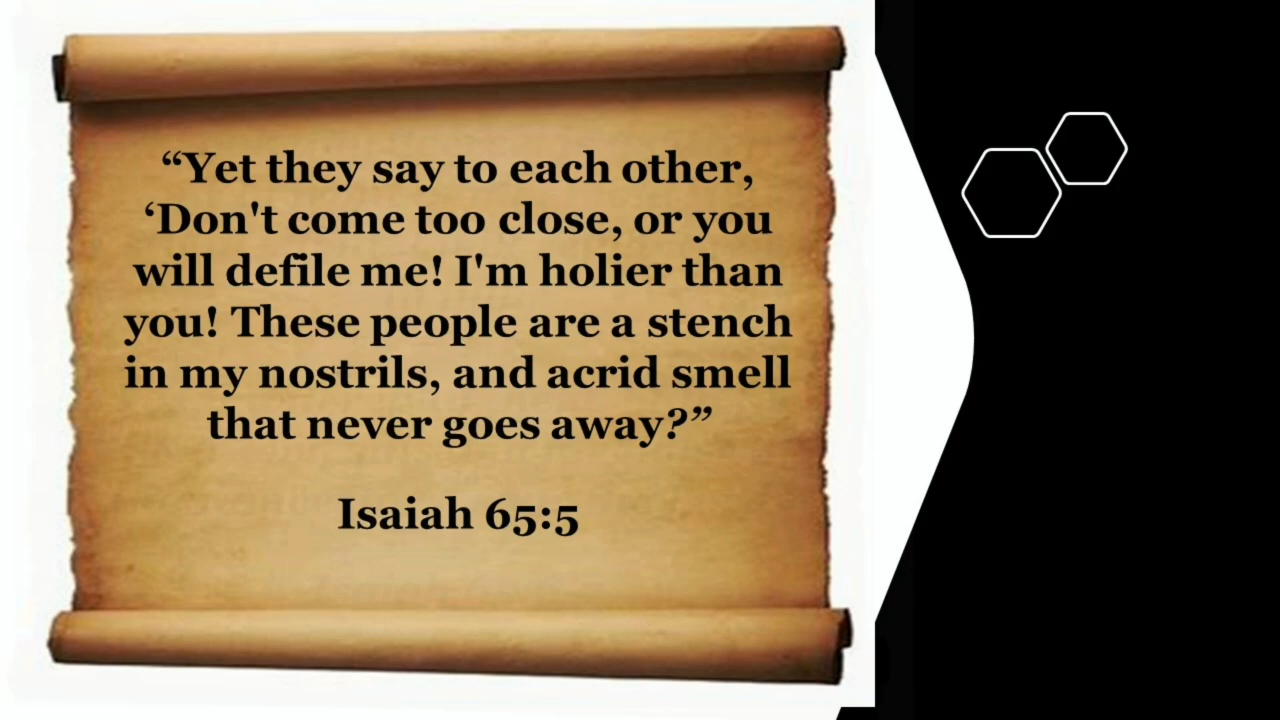 “Yet they say to each other,
‘Don't come too close, or you
will defile me! I'm holier than
you! These people are a stench
in my nostrils, and acrid smell
that never goes away?”
Isaiah 65:5